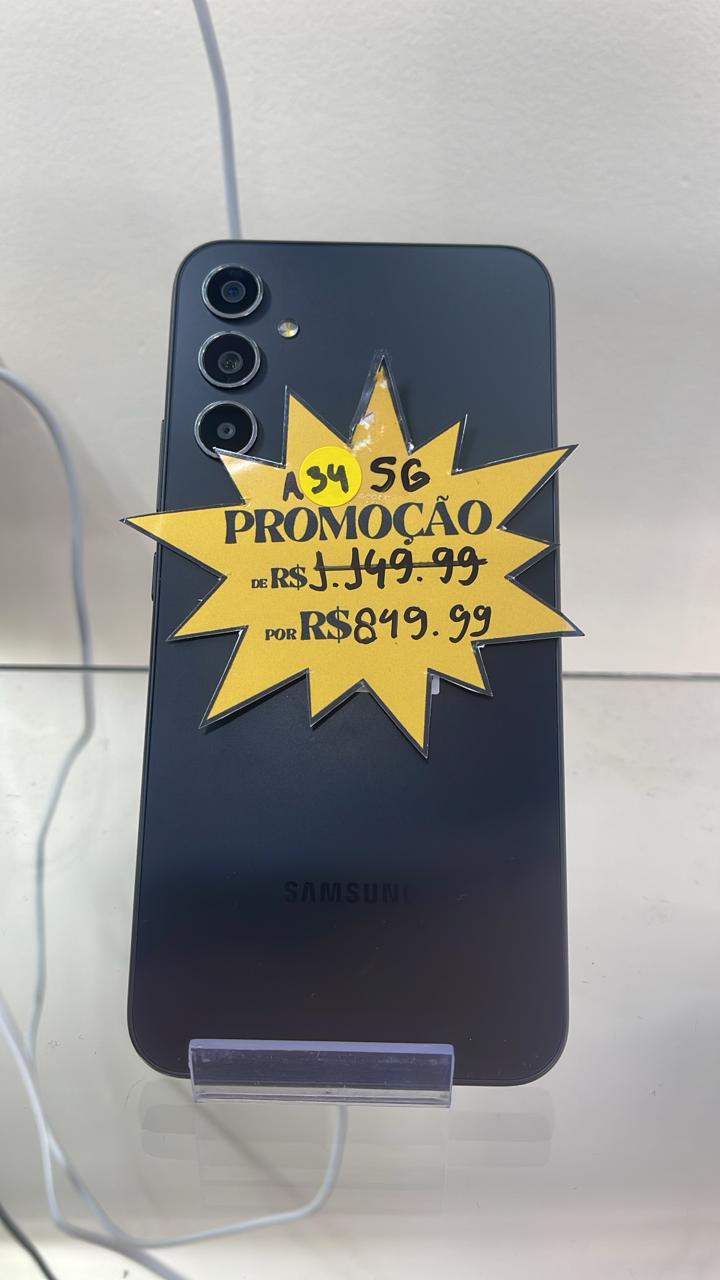 A34 5G
PROMOÇÃO
DE R$ 1.149.99
POR R$ 849.99
SAMSUNG